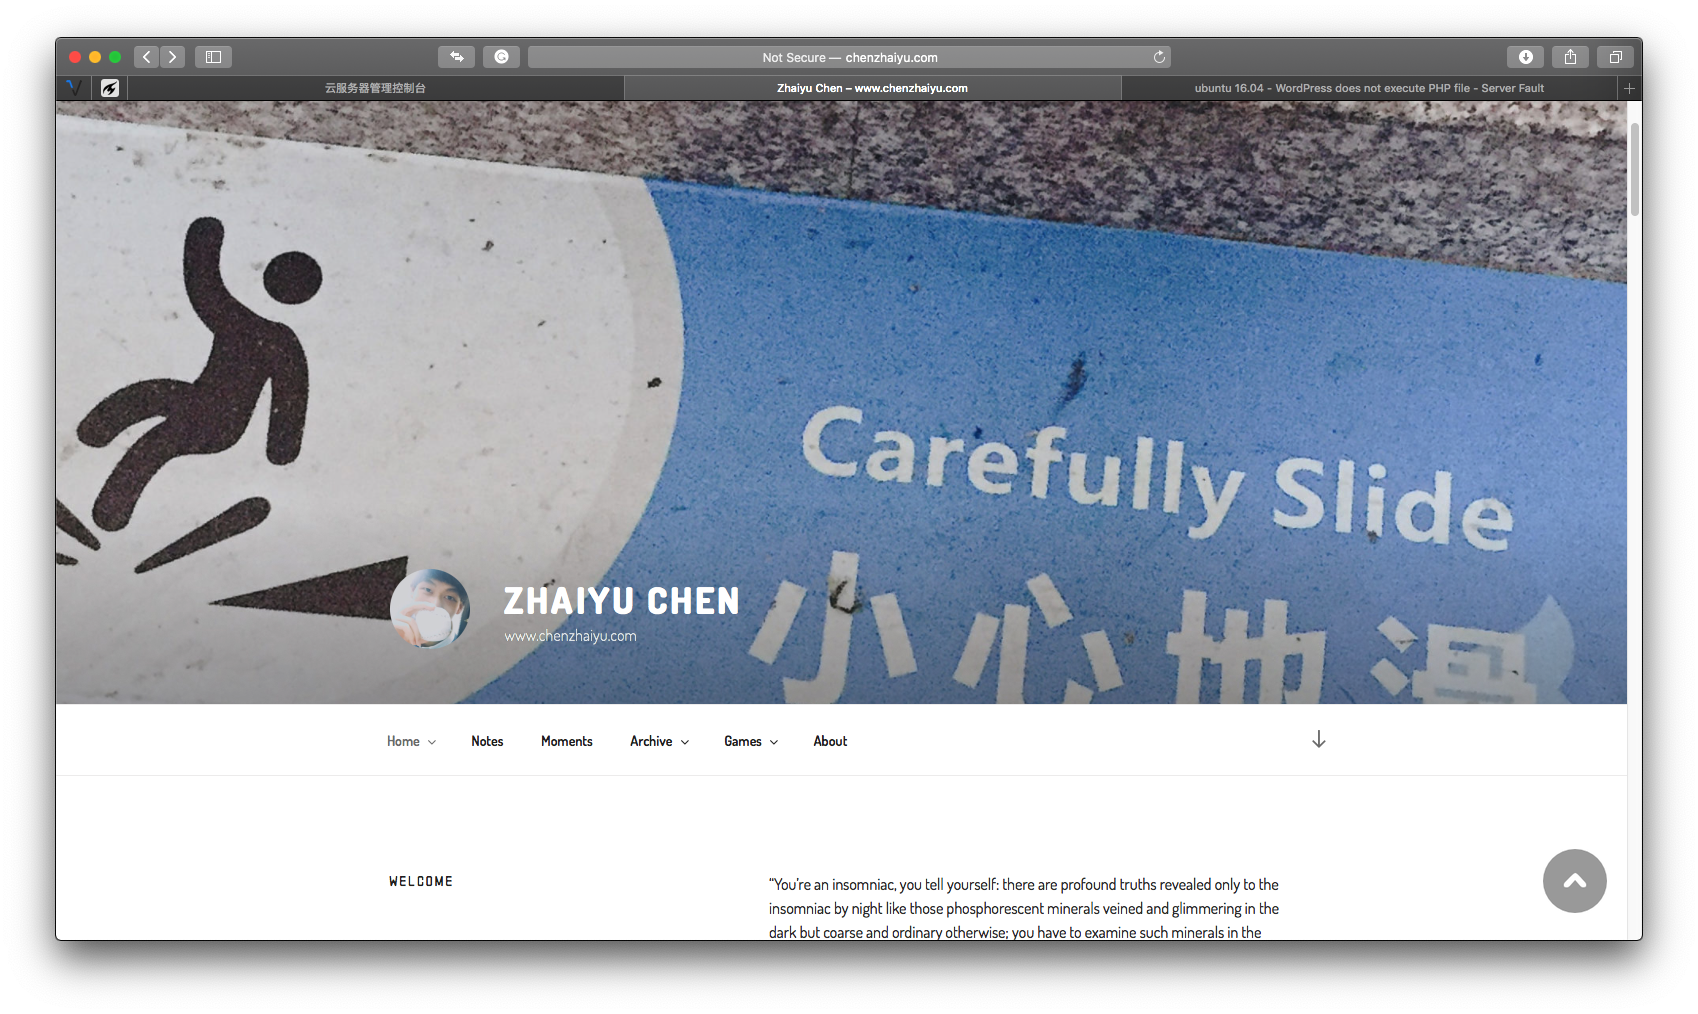 Not Secure — chenzhaiyu.com
云服务器管理控制台
Zhaiyu Chen – www.chenzhaiyu.com
ubuntu 16.04 - WordPress does not execute PHP file - Server Fault
Carefully Slide
小心地滑
ZHAIYU CHEN
www.chenzhaiyu.com
Home Notes Moments Archive Games About
WELCOME
“You’re an insomniac, you tell yourself: there are profound truths revealed only to the
insomniac by night like those phosphorescent minerals veined and glimmering in the
dark but coarse and ordinary otherwise; you have to examine such minerals in the